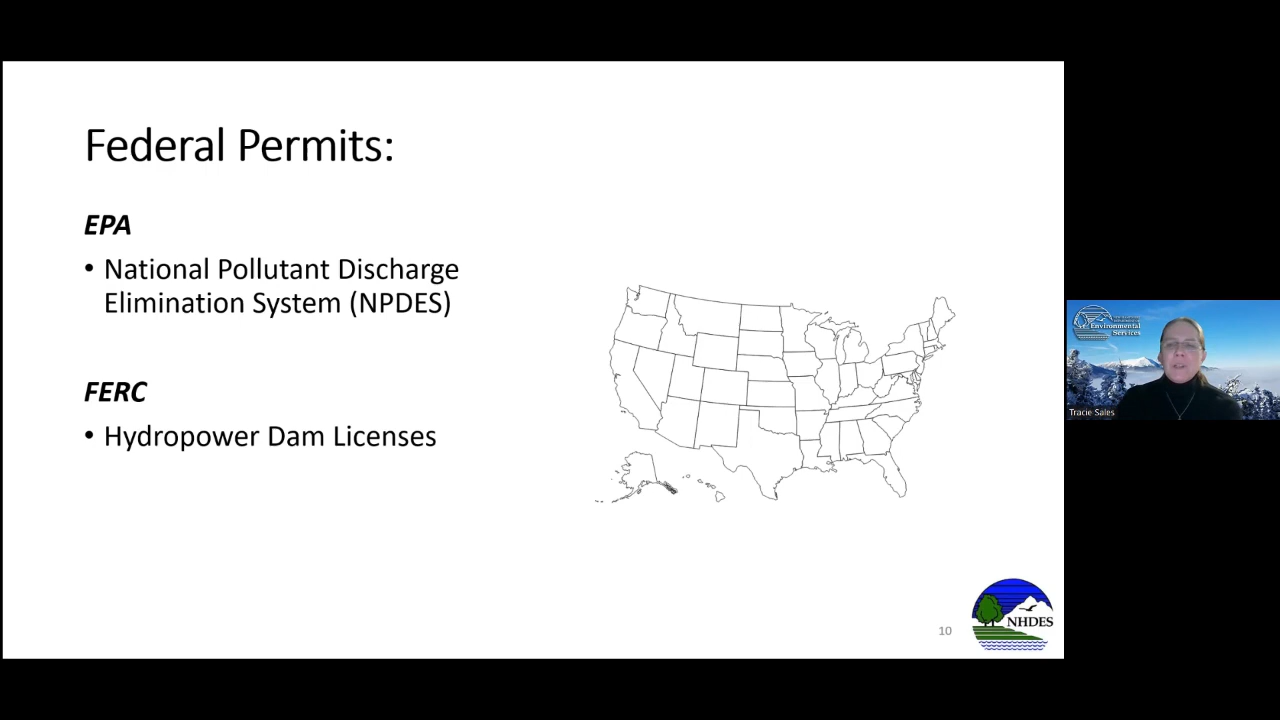 Federal Permits:
EPA
• National Pollutant Discharge
Elimination System (NPDES)
FERC
• Hydropower Dam Licenses
10
NHDES
Environmental
Services
Tracie Sales